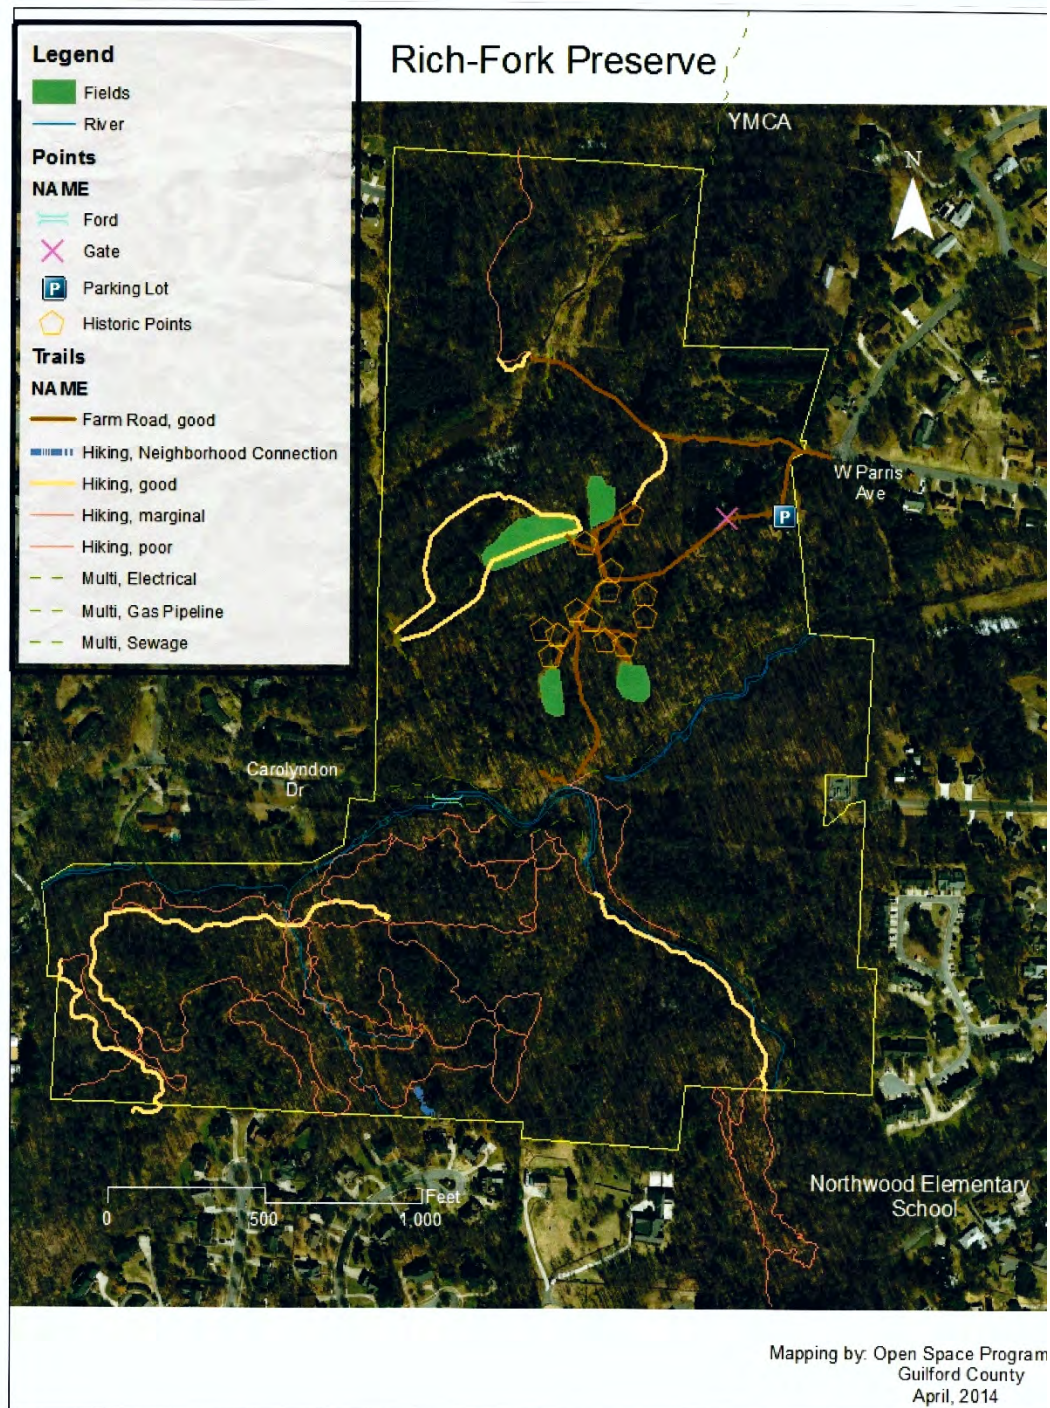 Rich-Fork Preserve
Legend
Fields
River
Points
NAME
Ford
Gate
P
Parking Lot
Historic Points
Trails
NAME
Farm Road, good
Hiking, Neighborhood Connection
Hiking, good
Hiking, marginal
Hiking, poor
Multi, Electrical
Multi, Gas Pipeline
Multi, Sewage
YMCA
N
W Parris
Ave
P
Carolyndon
Dr
Feet
0 500 1,000
Northwood Elementary
School
Mapping by: Open Space Program
Guilford County
April, 2014